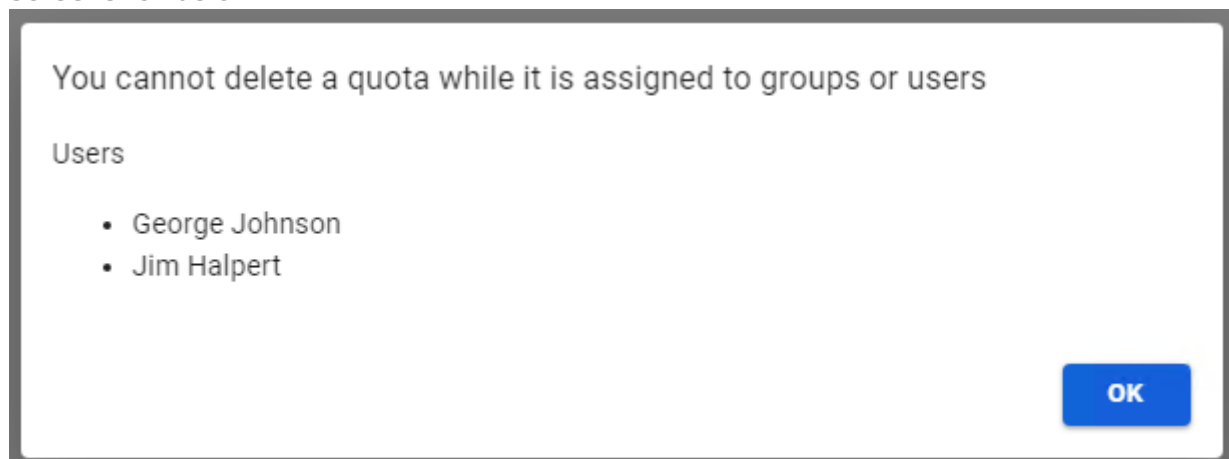 You cannot delete a quota while it is assigned to groups or users
Users
• George Johnson
• Jim Halpert
OK